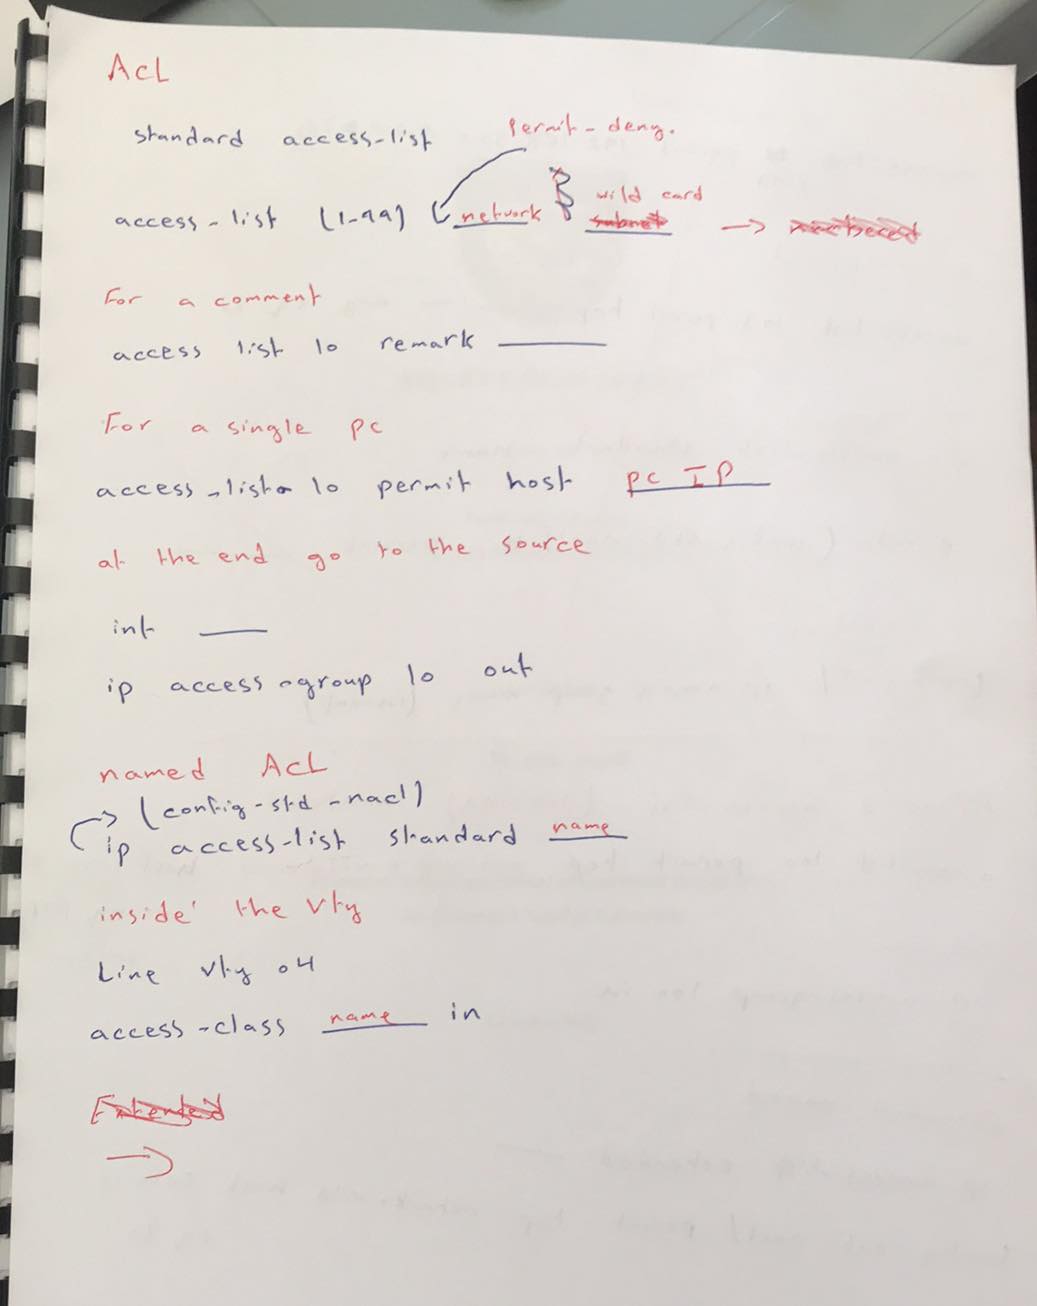 ACL
standard access-list permit-deny.
access-list (1-99) network wild card subnet →
For a comment
access list 10 remark
For a single pc
access-list 10 permit host pc IP
at the end go to the source
int
ip access-group 10 out
named ACL
(config-std-nacl)
ip access-list standard name
inside the vty
Line vty 04
access-class name in
Extended
→